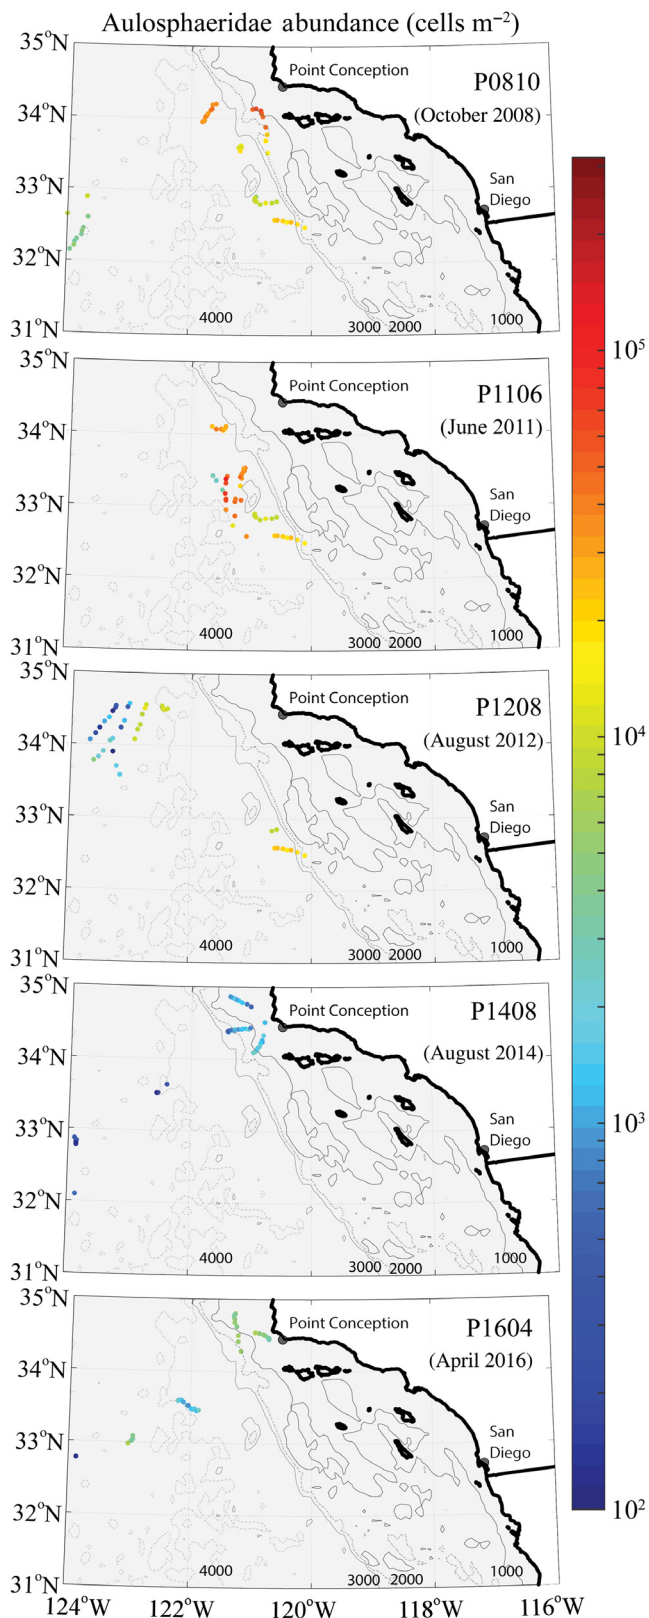 Aulosphaeridae abundance (cells m⁻²)
35°N
Point Conception
P0810
34°N
(October 2008)
33°N
San
Diego
32°N
4000
3000 2000
1000
31°N
35°N
Point Conception
P1106
34°N
(June 2011)
33°N
San
Diego
32°N
4000
3000 2000
1000
31°N
35°N
Point Conception
P1208
34°N
(August 2012)
33°N
San
Diego
32°N
4000
3000 2000
1000
31°N
35°N
Point Conception
P1408
34°N
(August 2014)
33°N
San
Diego
32°N
4000
3000 2000
1000
31°N
35°N
Point Conception
P1604
34°N
(April 2016)
33°N
San
Diego
32°N
4000
3000 2000
1000
31°N
124°W 122°W 120°W 118°W 116°W
10⁵
10⁴
10³
10²